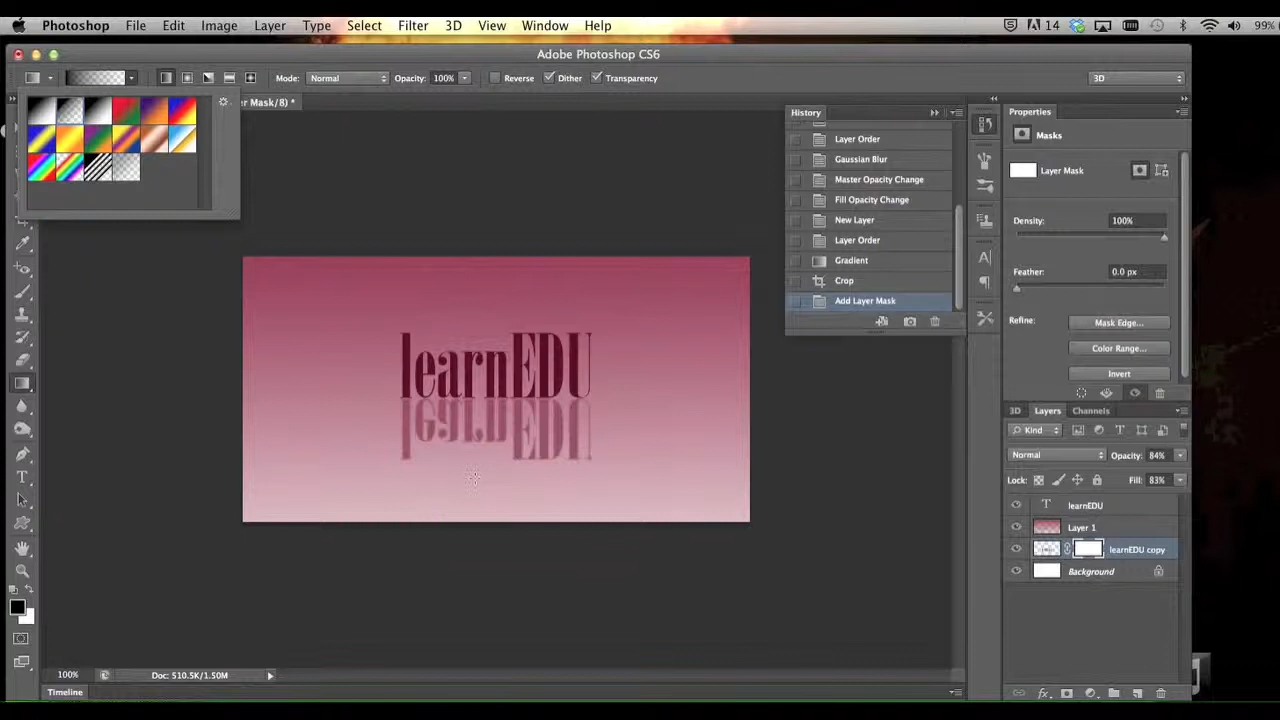 Photoshop File Edit Image Layer Type Select Filter 3D View Window Help 14 99%
Adobe Photoshop CS6
Mode: Normal Opacity: 100% Reverse Dither Transparency 3D
er Mask/8) *
History
Layer Order
Gaussian Blur
Master Opacity Change
Fill Opacity Change
New Layer
Layer Order
Gradient
Crop
Add Layer Mask
Properties
Masks
Layer Mask
Density: 100%
Feather: 0.0 px
Refine: Mask Edge...
Color Range...
Invert
learnEDU
learnEDU
3D Layers Channels
Kind
Normal Opacity: 84%
Lock: Fill: 83%
learnEDU
Layer 1
learnEDU copy
Background
100% Doc: 510.5K/1.50M
Timeline